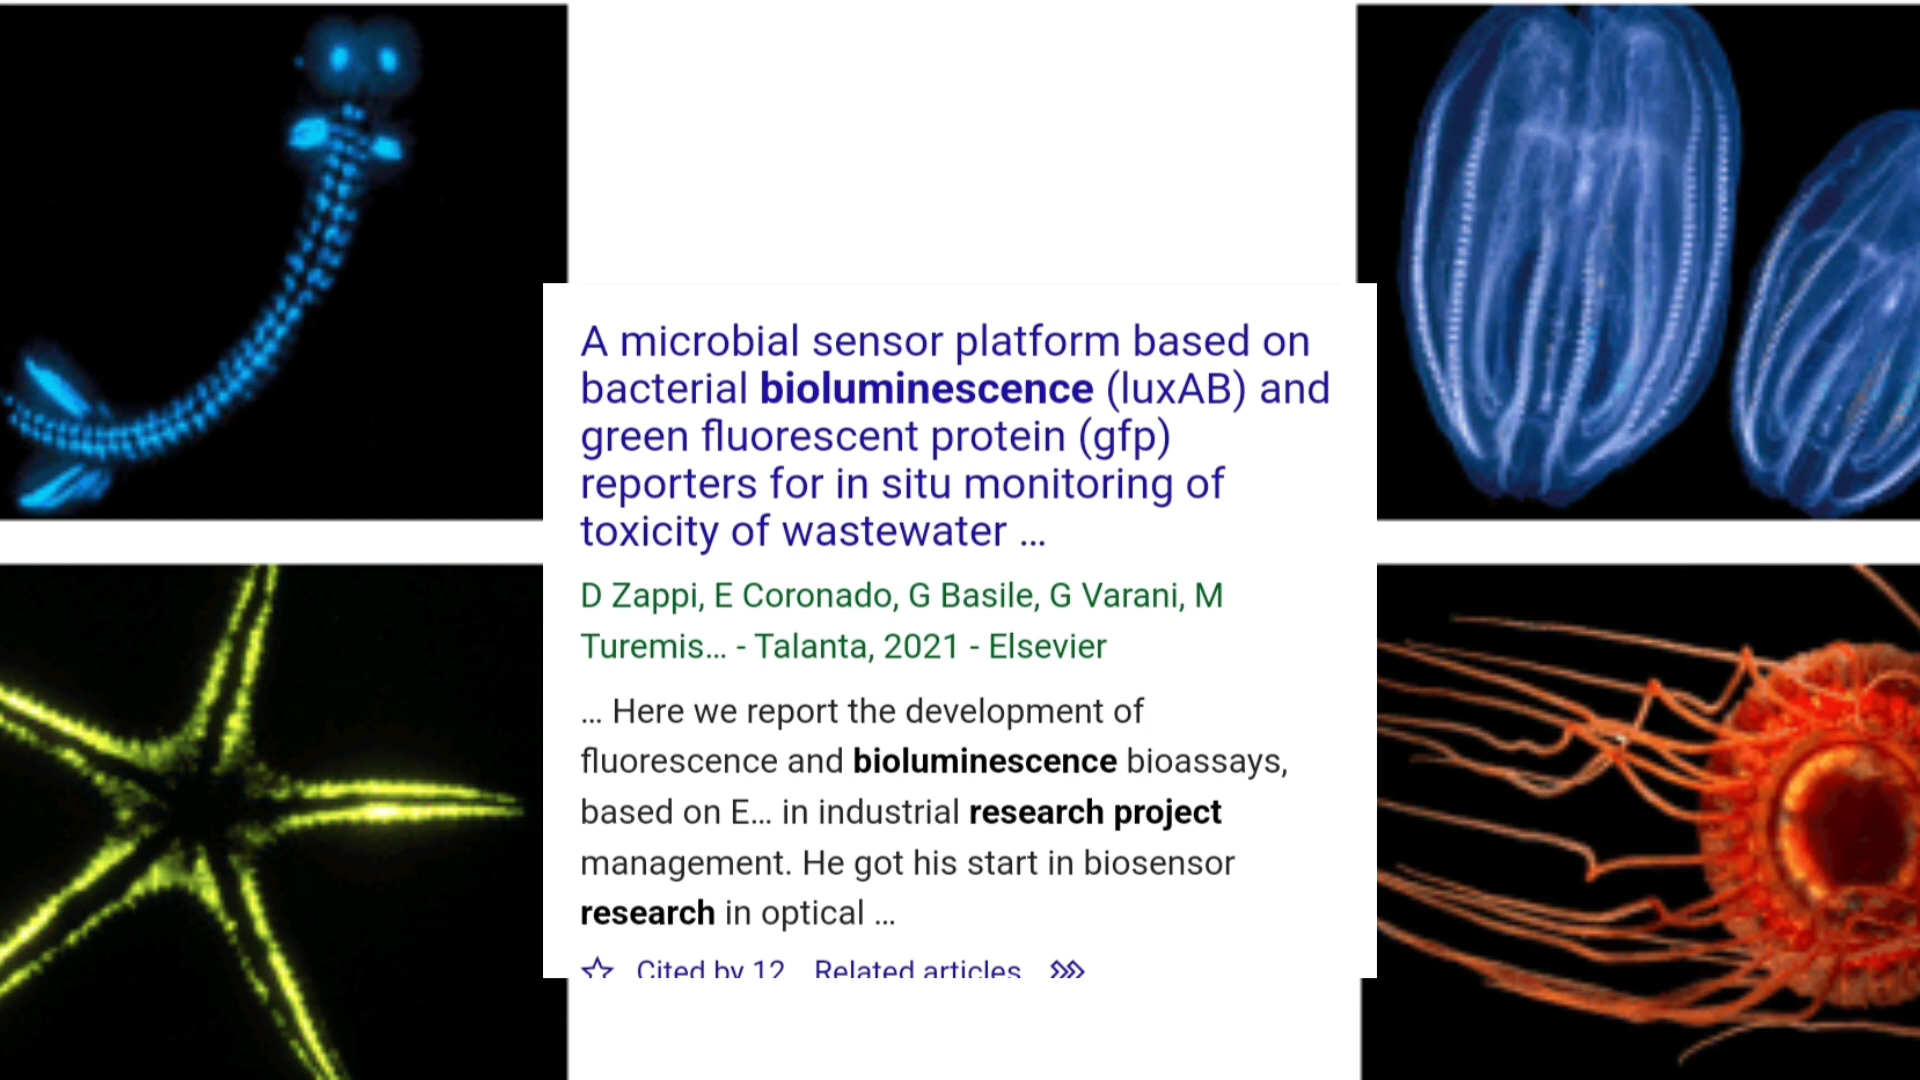 A microbial sensor platform based on
bacterial bioluminescence (luxAB) and
green fluorescent protein (gfp)
reporters for in situ monitoring of
toxicity of wastewater ...
D Zappi, E Coronado, G Basile, G Varani, M
Turemis... - Talanta, 2021 - Elsevier
... Here we report the development of
fluorescence and bioluminescence bioassays,
based on E... in industrial research project
management. He got his start in biosensor
research in optical ...
Cited by 12 Related articles